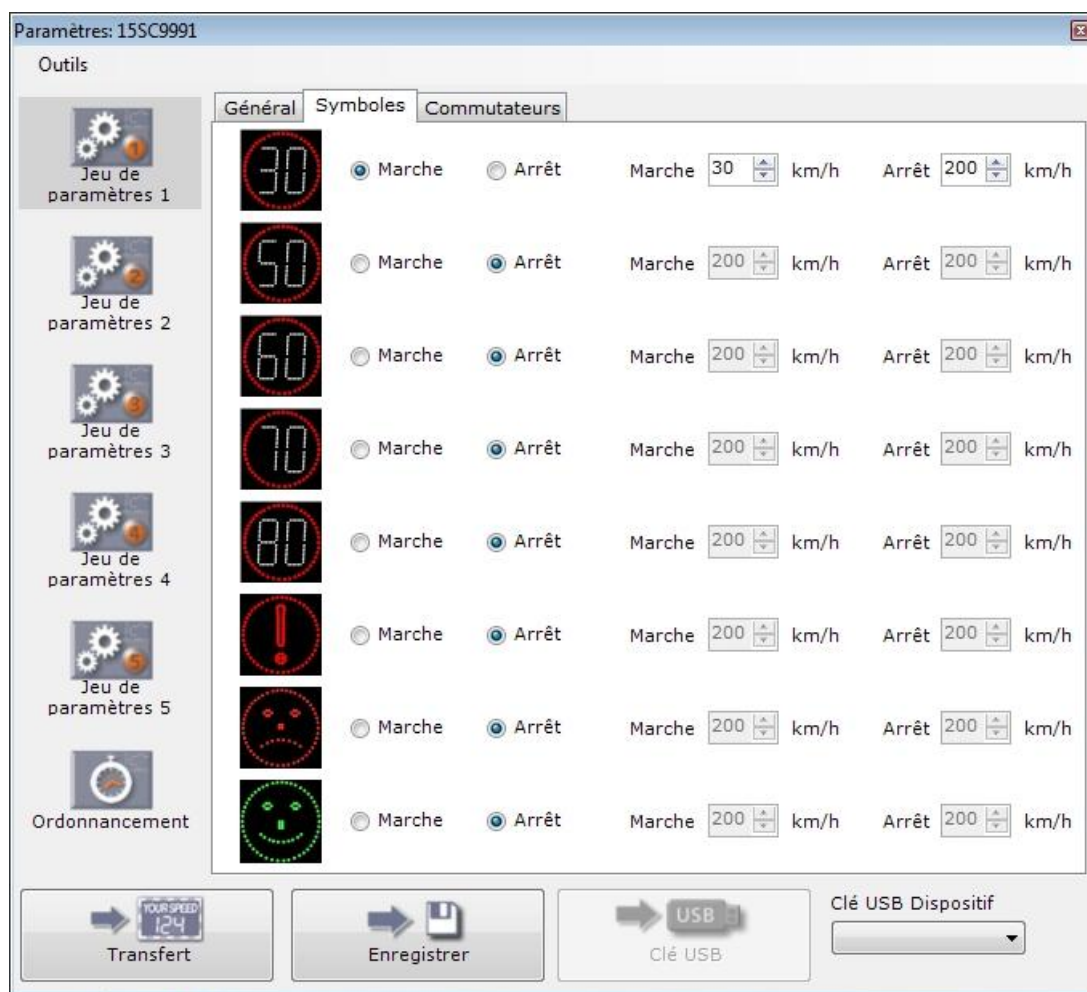 Paramètres: 15SC9991
Outils
Jeu de
paramètres 1
Jeu de
paramètres 2
Jeu de
paramètres 3
Jeu de
paramètres 4
Jeu de
paramètres 5
Ordonnancement
Général Symboles Commutateurs
30 Marche Arrêt Marche 30 km/h Arrêt 200 km/h
50 Marche Arrêt Marche 200 km/h Arrêt 200 km/h
60 Marche Arrêt Marche 200 km/h Arrêt 200 km/h
70 Marche Arrêt Marche 200 km/h Arrêt 200 km/h
80 Marche Arrêt Marche 200 km/h Arrêt 200 km/h
! Marche Arrêt Marche 200 km/h Arrêt 200 km/h
Marche Arrêt Marche 200 km/h Arrêt 200 km/h
Marche Arrêt Marche 200 km/h Arrêt 200 km/h
YOUR SPEED
124
Transfert
Enregistrer
USB
Clé USB
Clé USB Dispositif